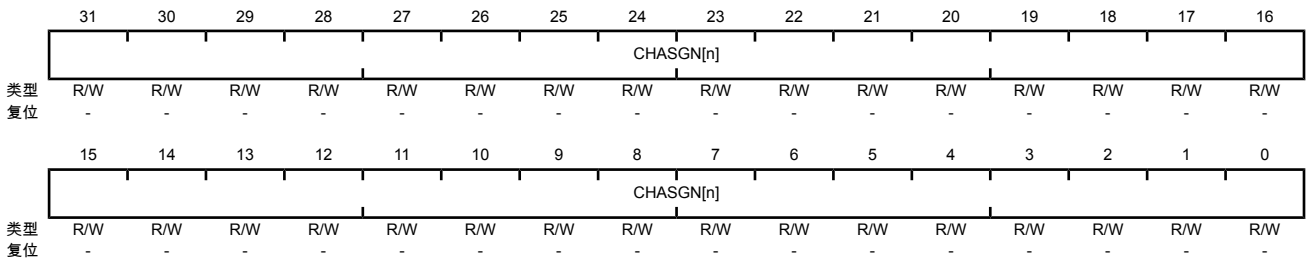 31 30 29 28 27 26 25 24 23 22 21 20 19 18 17 16
CHASGN[n]
类型 R/W R/W R/W R/W R/W R/W R/W R/W R/W R/W R/W R/W R/W R/W R/W R/W
复位 - - - - - - - - - - - - - - - -
15 14 13 12 11 10 9 8 7 6 5 4 3 2 1 0
CHASGN[n]
类型 R/W R/W R/W R/W R/W R/W R/W R/W R/W R/W R/W R/W R/W R/W R/W R/W
复位 - - - - - - - - - - - - - - - -